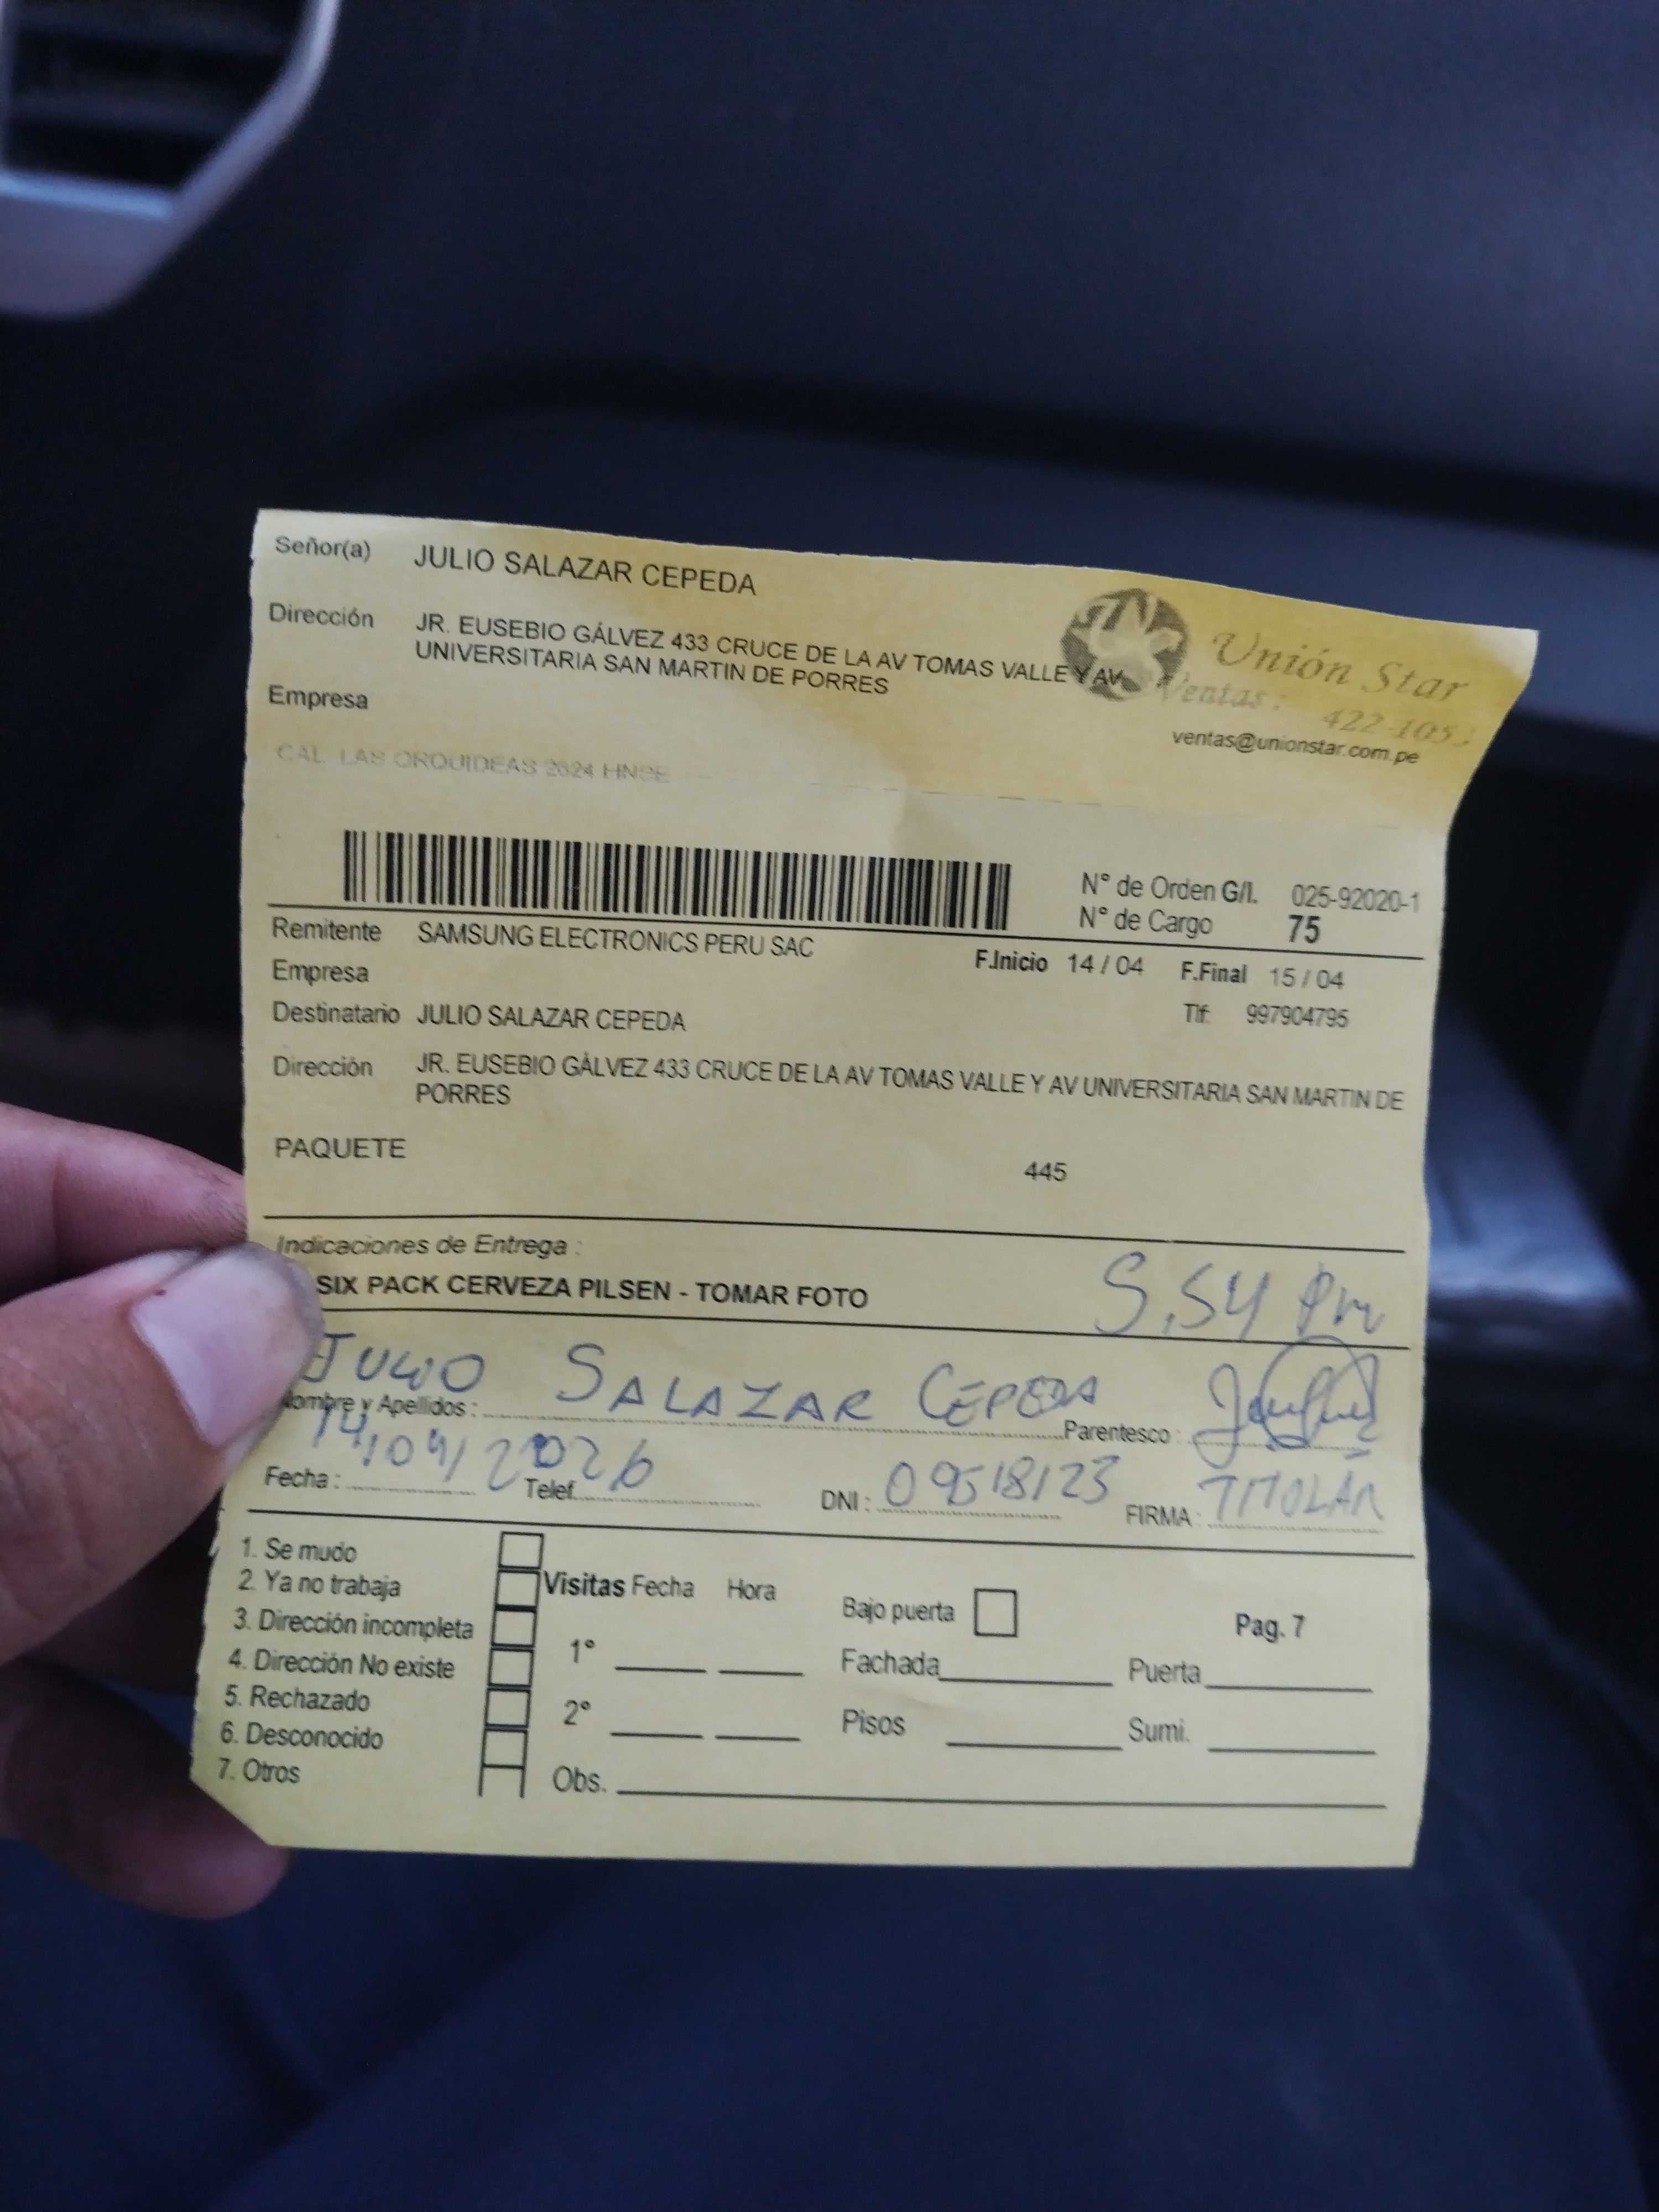 Señor(a) JULIO SALAZAR CEPEDA
Dirección JR. EUSEBIO GÁLVEZ 433 CRUCE DE LA AV TOMAS VALLE Y AV
UNIVERSITARIA SAN MARTIN DE PORRES
Unión Star
Ventas :
422-105
ventas@unionstar.com.pe
Empresa
CAL. LAS ORQUIDEAS 2624
N° de Orden G/I. 025-92020-1
N° de Cargo 75
Remitente SAMSUNG ELECTRONICS PERU SAC
F.Inicio 14 / 04 F.Final 15 / 04
Empresa
Destinatario JULIO SALAZAR CEPEDA
Tlf: 997904795
Dirección JR. EUSEBIO GÁLVEZ 433 CRUCE DE LA AV TOMAS VALLE Y AV UNIVERSITARIA SAN MARTIN DE
PORRES
PAQUETE 445
Indicaciones de Entrega :
SIX PACK CERVEZA PILSEN - TOMAR FOTO
5,54 Pm
JULIO SALAZAR CEPEDA
Nombre y Apellidos : Parentesco :
14/04/2026 09518123 TITULAR
Fecha : Telef. DNI : FIRMA :
1. Se mudo
2. Ya no trabaja
3. Dirección incompleta
4. Dirección No existe
5. Rechazado
6. Desconocido
7. Otros
Visitas Fecha Hora
1°
2°
Obs.
Bajo puerta Pag. 7
Fachada Puerta
Pisos Sumi.